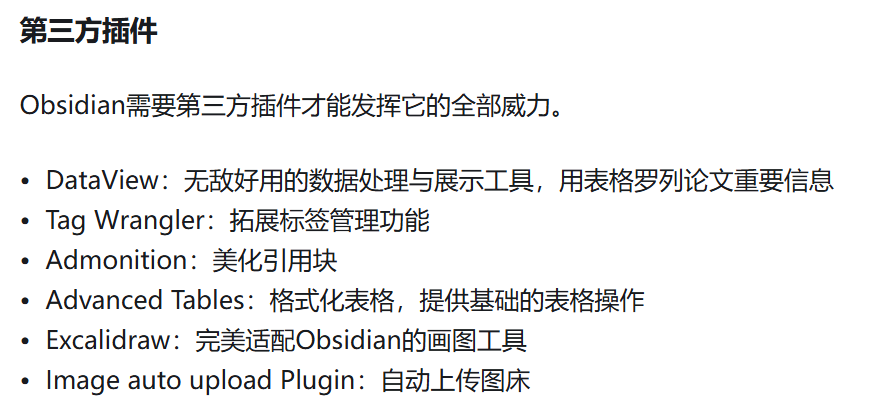 第三方插件
Obsidian需要第三方插件才能发挥它的全部威力。
• DataView：无敌好用的数据处理与展示工具，用表格罗列论文重要信息
• Tag Wrangler：拓展标签管理功能
• Admonition：美化引用块
• Advanced Tables：格式化表格，提供基础的表格操作
• Excalidraw：完美适配Obsidian的画图工具
• Image auto upload Plugin：自动上传图床